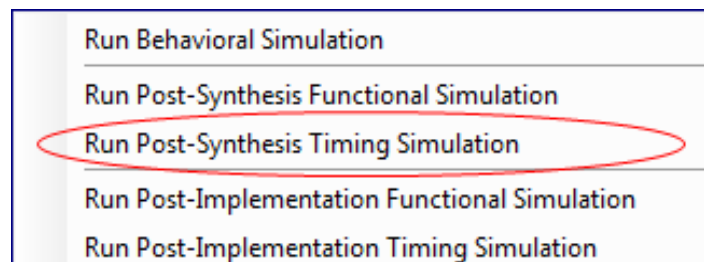 Run Behavioral Simulation
Run Post-Synthesis Functional Simulation
Run Post-Synthesis Timing Simulation
Run Post-Implementation Functional Simulation
Run Post-Implementation Timing Simulation